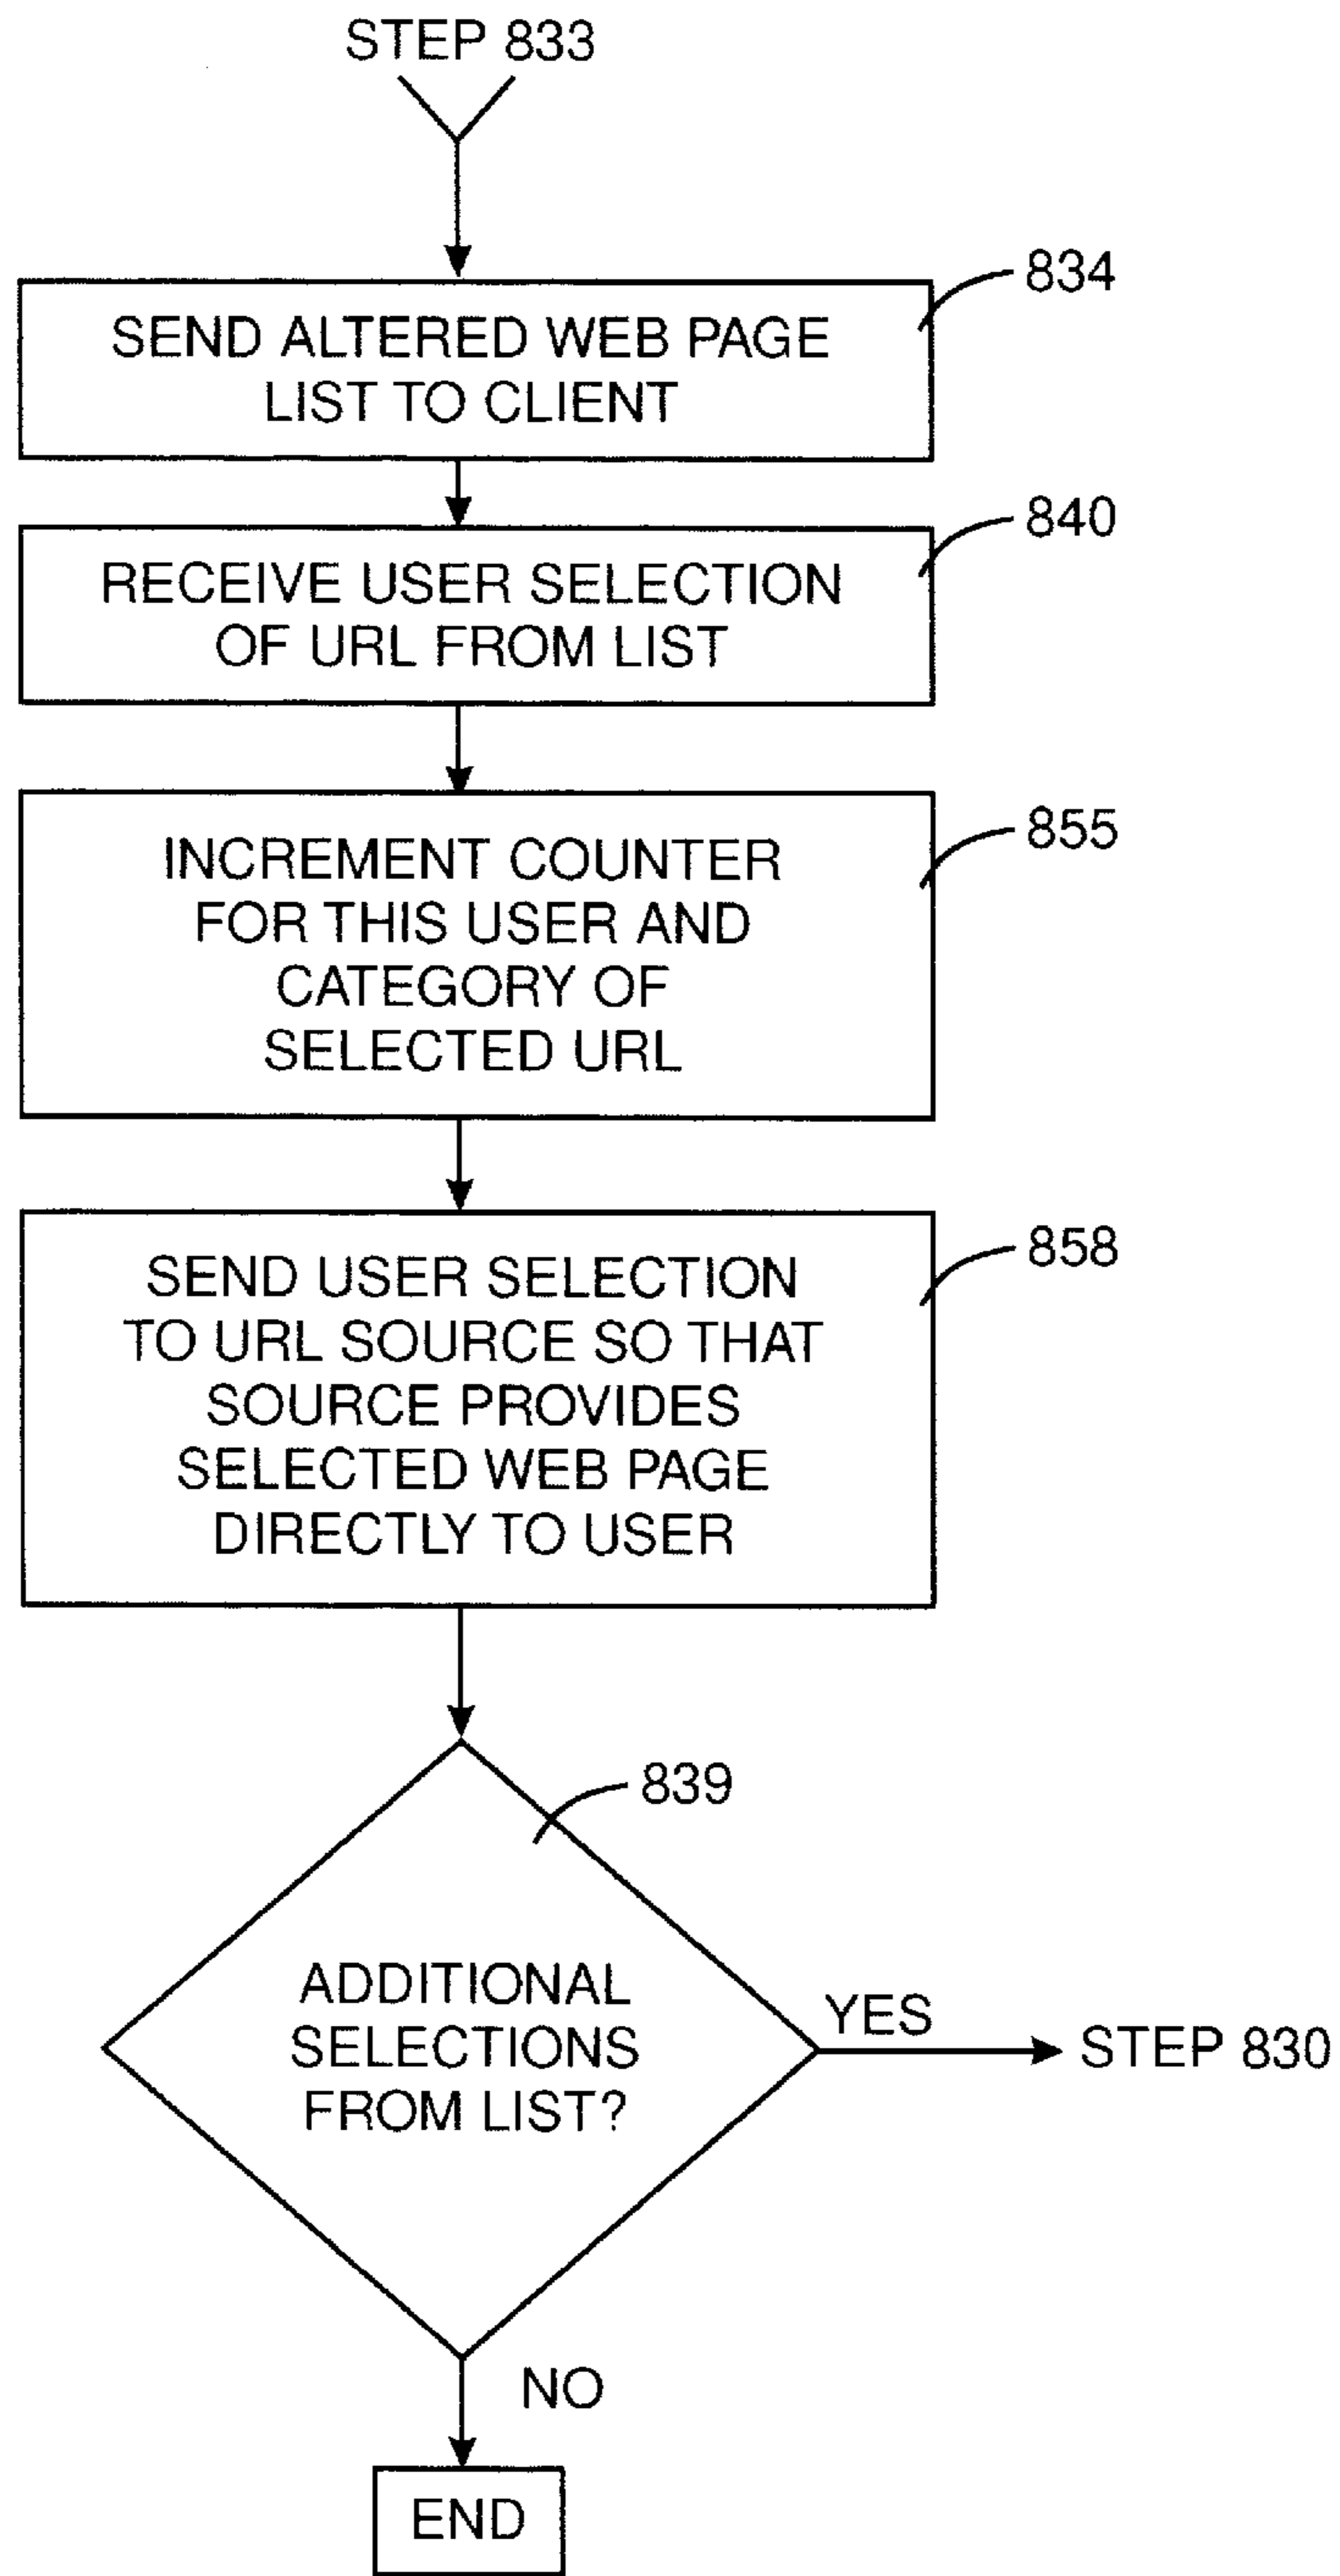 STEP 833
834
SEND ALTERED WEB PAGE
LIST TO CLIENT
840
RECEIVE USER SELECTION
OF URL FROM LIST
855
INCREMENT COUNTER
FOR THIS USER AND
CATEGORY OF
SELECTED URL
858
SEND USER SELECTION
TO URL SOURCE SO THAT
SOURCE PROVIDES
SELECTED WEB PAGE
DIRECTLY TO USER
839
ADDITIONAL
SELECTIONS
FROM LIST?
YES
STEP 830
NO
END